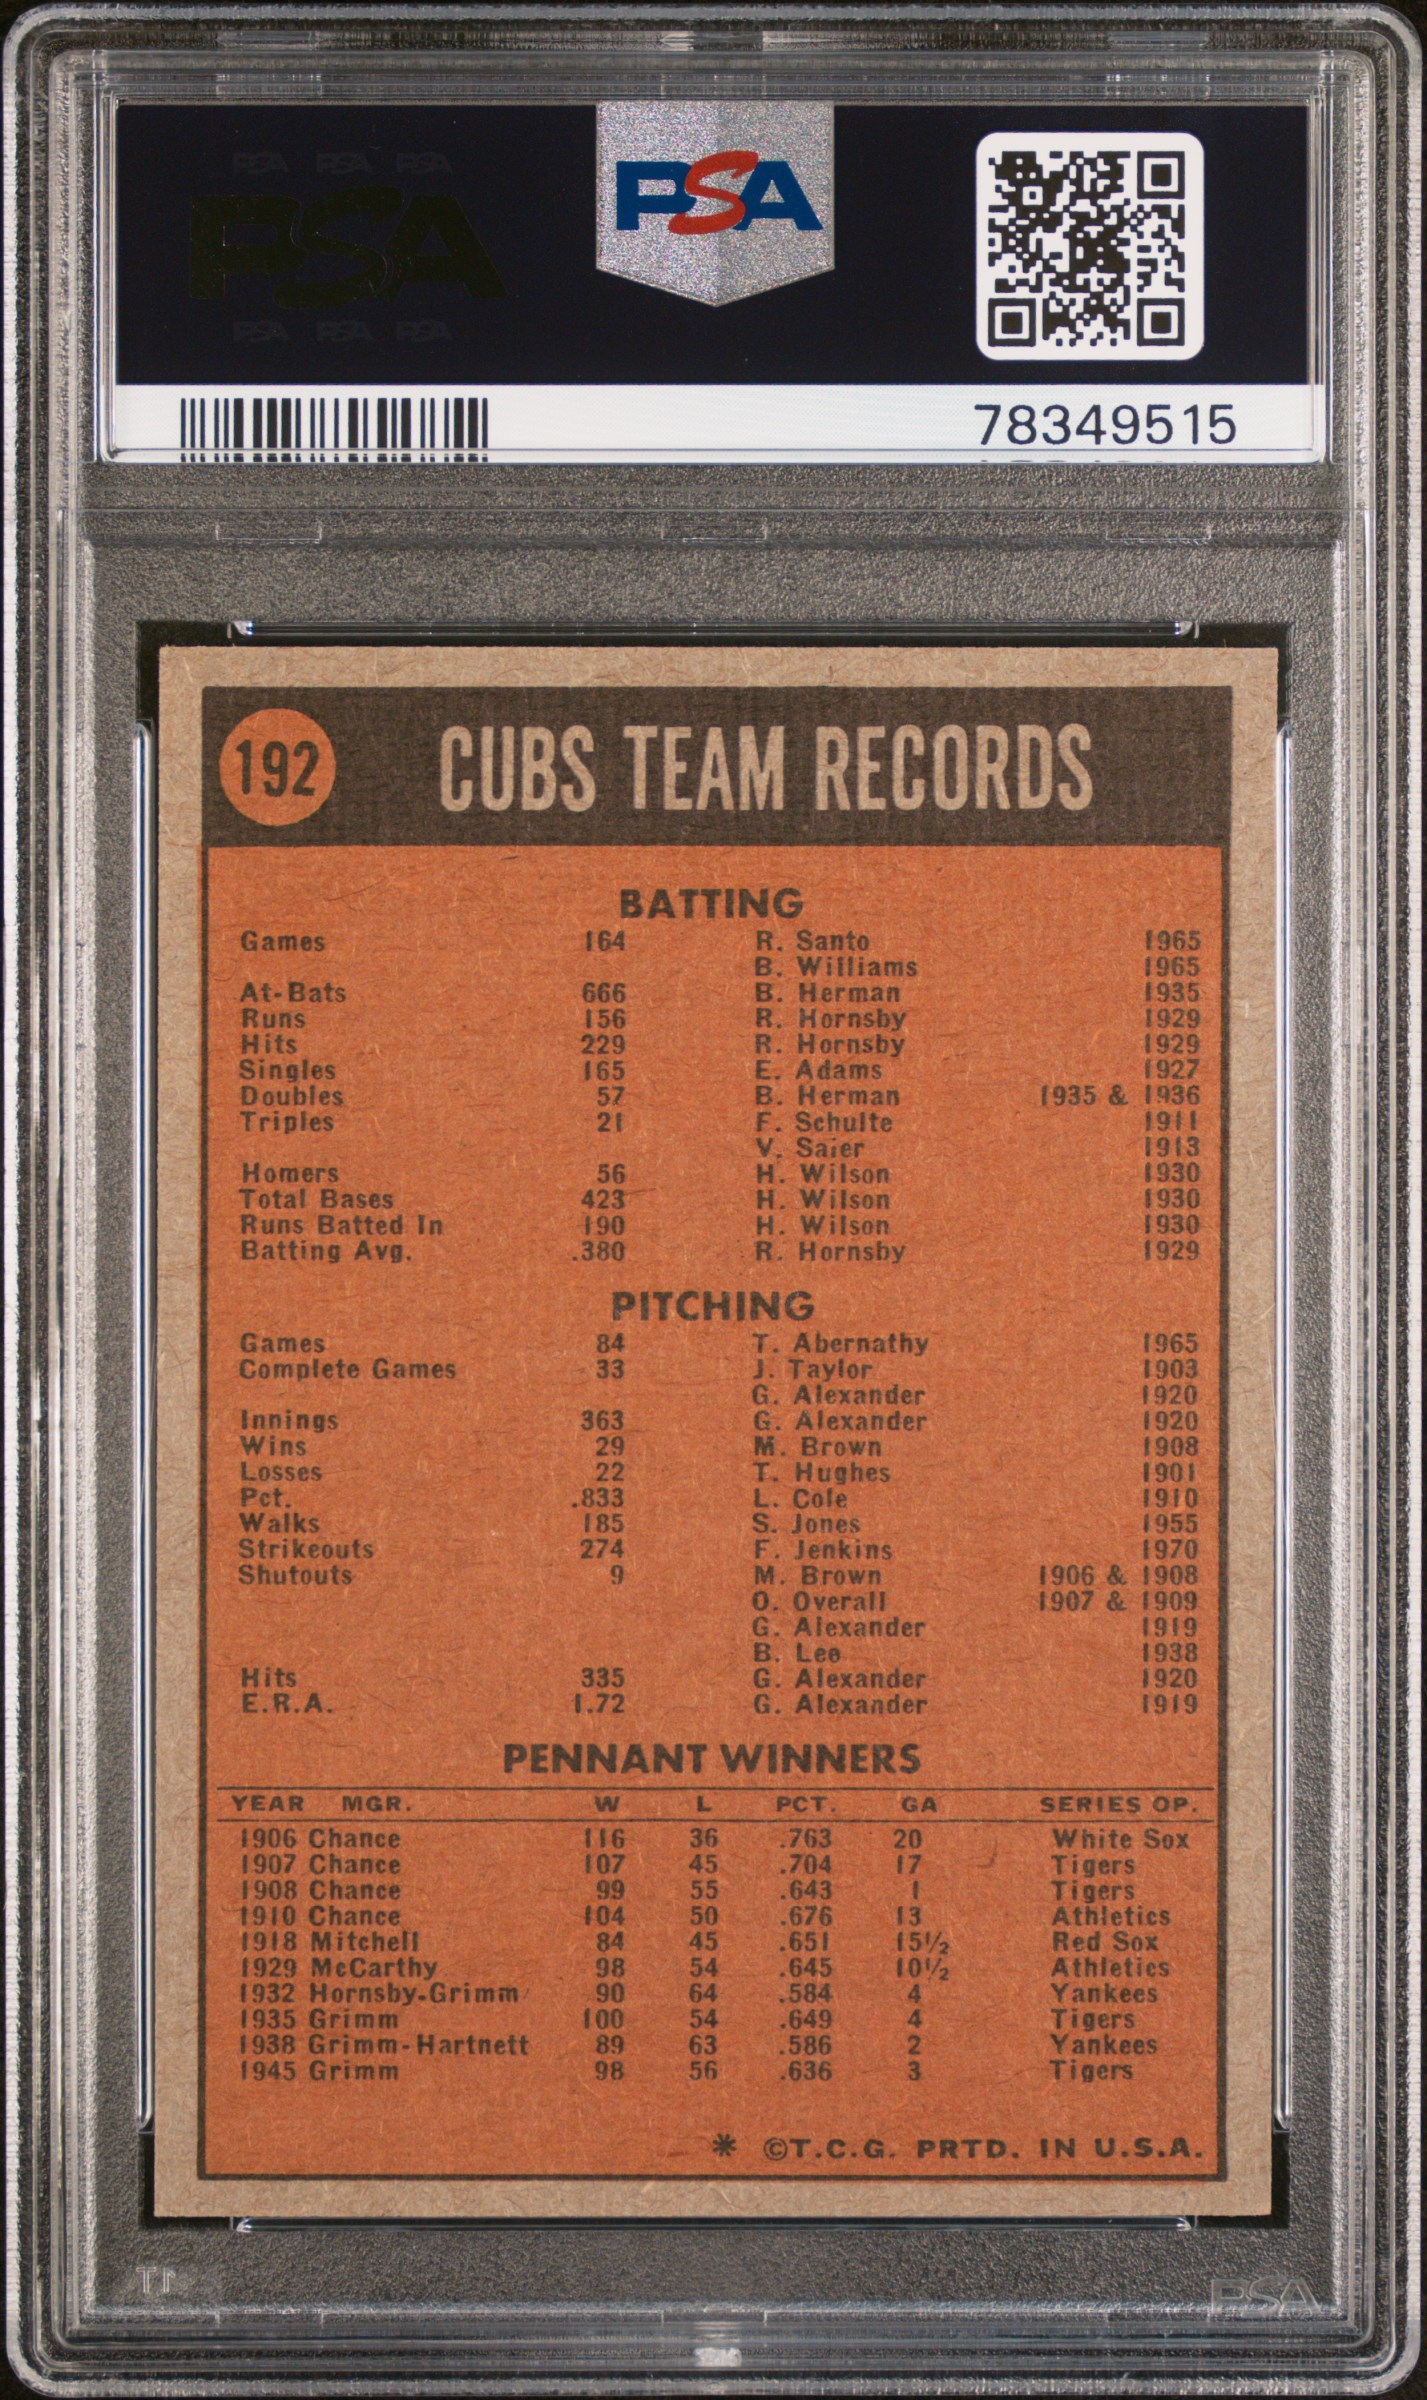 PSA PSA PSA
PSA
PSA PSA PSA
PSA
78349515
192 CUBS TEAM RECORDS
BATTING
Games 164 R. Santo 1965
B. Williams 1965
At-Bats 666 B. Herman 1935
Runs 156 R. Hornsby 1929
Hits 229 R. Hornsby 1929
Singles 165 E. Adams 1927
Doubles 57 B. Herman 1935 & 1936
Triples 21 F. Schulte 1911
V. Saier 1913
Homers 56 H. Wilson 1930
Total Bases 423 H. Wilson 1930
Runs Batted In 190 H. Wilson 1930
Batting Avg. .380 R. Hornsby 1929
PITCHING
Games 84 T. Abernathy 1965
Complete Games 33 J. Taylor 1903
G. Alexander 1920
Innings 363 G. Alexander 1920
Wins 29 M. Brown 1908
Losses 22 T. Hughes 1901
Pct. .833 L. Cole 1910
Walks 185 S. Jones 1955
Strikeouts 274 F. Jenkins 1970
Shutouts 9 M. Brown 1906 & 1908
O. Overall 1907 & 1909
G. Alexander 1919
B. Lee 1938
Hits 335 G. Alexander 1920
E.R.A. 1.72 G. Alexander 1919
PENNANT WINNERS
YEAR MGR. W L PCT. GA SERIES OP.
1906 Chance 116 36 .763 20 White Sox
1907 Chance 107 45 .704 17 Tigers
1908 Chance 99 55 .643 1 Tigers
1910 Chance 104 50 .676 13 Athletics
1918 Mitchell 84 45 .651 15½ Red Sox
1929 McCarthy 98 54 .645 10½ Athletics
1932 Hornsby-Grimm 90 64 .584 4 Yankees
1935 Grimm 100 54 .649 4 Tigers
1938 Grimm-Hartnett 89 63 .586 2 Yankees
1945 Grimm 98 56 .636 3 Tigers
* ©T.C.G. PRTD. IN U.S.A.
PSA